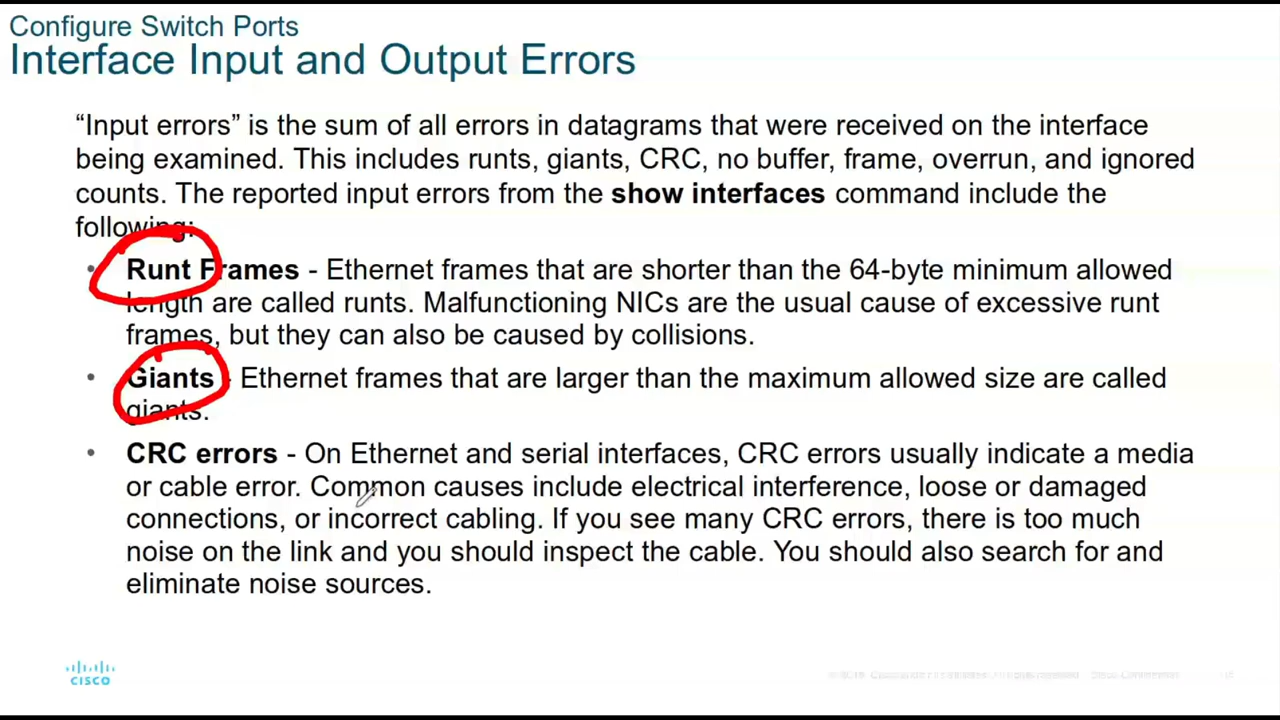 Configure Switch Ports
Interface Input and Output Errors
“Input errors” is the sum of all errors in datagrams that were received on the interface
being examined. This includes runts, giants, CRC, no buffer, frame, overrun, and ignored
counts. The reported input errors from the show interfaces command include the
following:
• Runt Frames - Ethernet frames that are shorter than the 64-byte minimum allowed
length are called runts. Malfunctioning NICs are the usual cause of excessive runt
frames, but they can also be caused by collisions.
• Giants - Ethernet frames that are larger than the maximum allowed size are called
giants.
• CRC errors - On Ethernet and serial interfaces, CRC errors usually indicate a media
or cable error. Common causes include electrical interference, loose or damaged
connections, or incorrect cabling. If you see many CRC errors, there is too much
noise on the link and you should inspect the cable. You should also search for and
eliminate noise sources.
CISCO